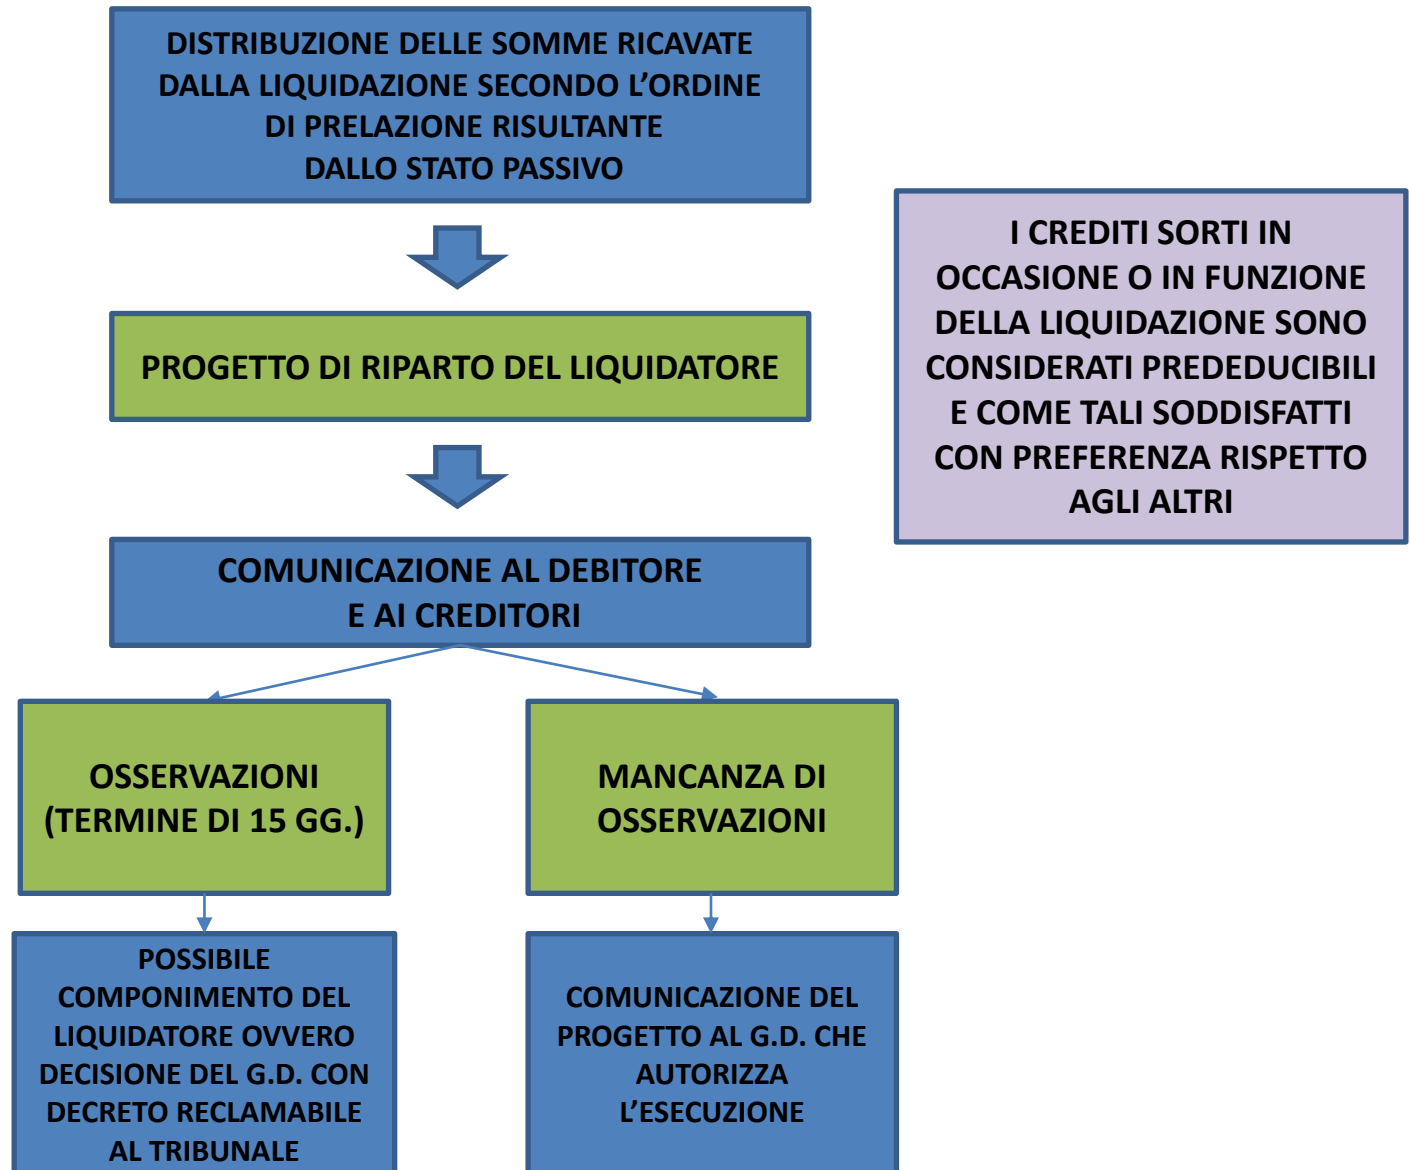 DISTRIBUZIONE DELLE SOMME RICAVATE
DALLA LIQUIDAZIONE SECONDO L’ORDINE
DI PRELAZIONE RISULTANTE
DALLO STATO PASSIVO
I CREDITI SORTI IN
OCCASIONE O IN FUNZIONE
DELLA LIQUIDAZIONE SONO
CONSIDERATI PREDEDUCIBILI
E COME TALI SODDISFATTI
CON PREFERENZA RISPETTO
AGLI ALTRI
PROGETTO DI RIPARTO DEL LIQUIDATORE
COMUNICAZIONE AL DEBITORE
E AI CREDITORI
OSSERVAZIONI
(TERMINE DI 15 GG.)
MANCANZA DI
OSSERVAZIONI
POSSIBILE
COMPONIMENTO DEL
LIQUIDATORE OVVERO
DECISIONE DEL G.D. CON
DECRETO RECLAMABILE
AL TRIBUNALE
COMUNICAZIONE DEL
PROGETTO AL G.D. CHE
AUTORIZZA
L’ESECUZIONE